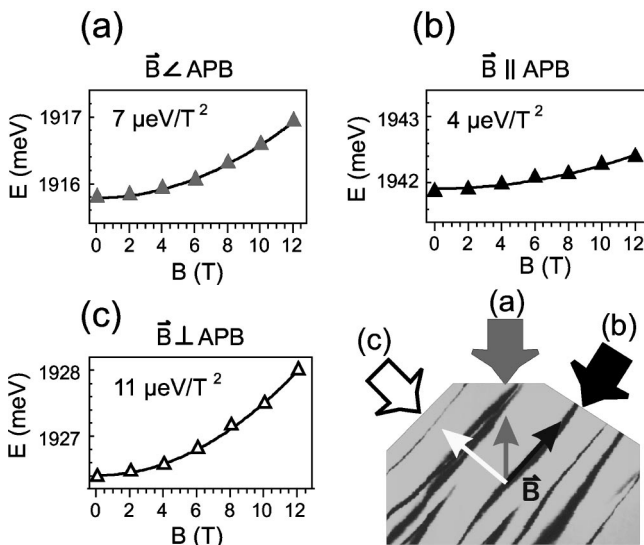 (a)
B⃗ ∠ APB
7 µeV/T²
E (meV)
1917
1916
0 2 4 6 8 10 12
B (T)
(b)
B⃗ || APB
4 µeV/T²
E (meV)
1943
1942
0 2 4 6 8 10 12
B (T)
(c)
B⃗ ⊥ APB
11 µeV/T²
E (meV)
1928
1927
0 2 4 6 8 10 12
B (T)
(a)
(b)
(c)
B⃗